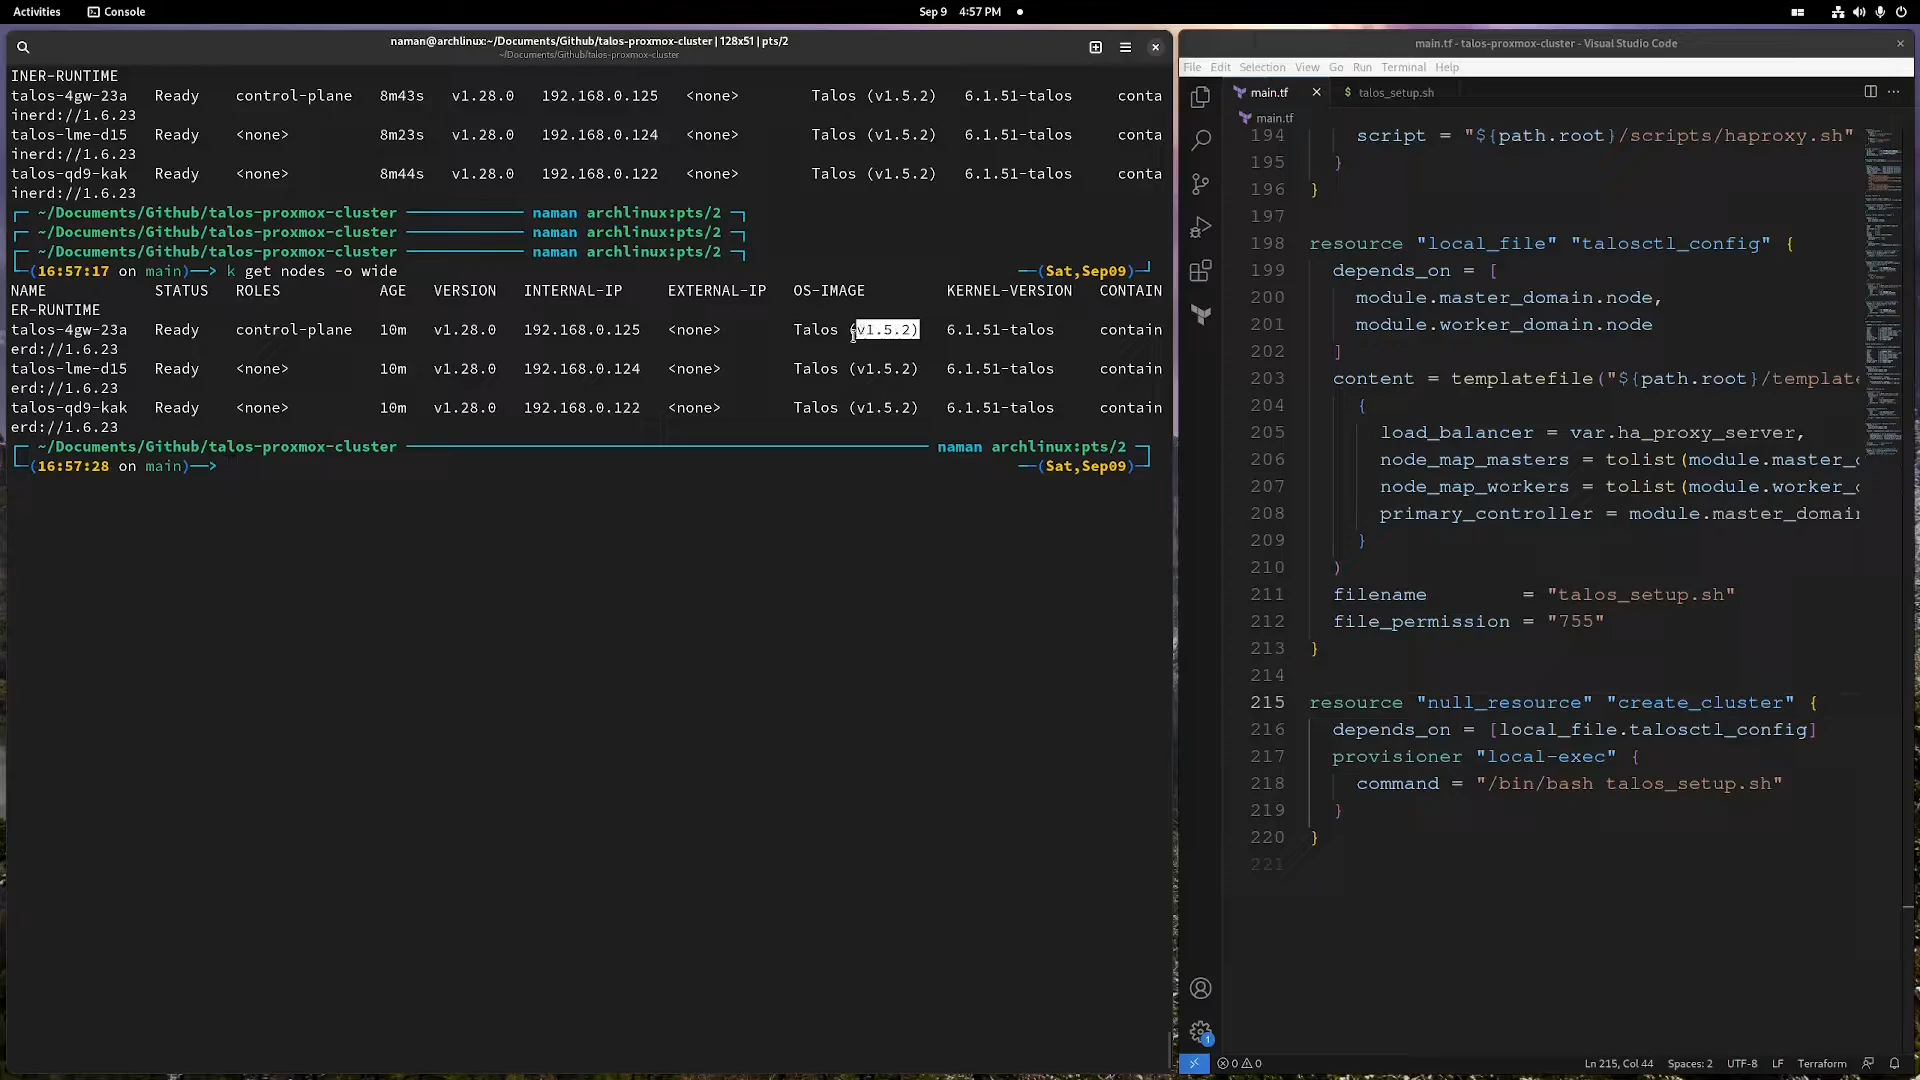 Activities Console Sep 9 4:57 PM
naman@archlinux:~/Documents/Github/talos-proxmox-cluster | 128x51 | pts/2
~/Documents/Github/talos-proxmox-cluster
INER-RUNTIME
talos-4gw-23a Ready control-plane 8m43s v1.28.0 192.168.0.125 <none> Talos (v1.5.2) 6.1.51-talos conta
inerd://1.6.23
talos-lme-d15 Ready <none> 8m23s v1.28.0 192.168.0.124 <none> Talos (v1.5.2) 6.1.51-talos conta
inerd://1.6.23
talos-qd9-kak Ready <none> 8m44s v1.28.0 192.168.0.122 <none> Talos (v1.5.2) 6.1.51-talos conta
inerd://1.6.23
~/Documents/Github/talos-proxmox-cluster naman archlinux:pts/2
~/Documents/Github/talos-proxmox-cluster naman archlinux:pts/2
~/Documents/Github/talos-proxmox-cluster naman archlinux:pts/2
(16:57:17 on main)──> k get nodes -o wide (Sat,Sep09)
NAME STATUS ROLES AGE VERSION INTERNAL-IP EXTERNAL-IP OS-IMAGE KERNEL-VERSION CONTAIN
ER-RUNTIME
talos-4gw-23a Ready control-plane 10m v1.28.0 192.168.0.125 <none> Talos (v1.5.2) 6.1.51-talos contain
erd://1.6.23
talos-lme-d15 Ready <none> 10m v1.28.0 192.168.0.124 <none> Talos (v1.5.2) 6.1.51-talos contain
erd://1.6.23
talos-qd9-kak Ready <none> 10m v1.28.0 192.168.0.122 <none> Talos (v1.5.2) 6.1.51-talos contain
erd://1.6.23
~/Documents/Github/talos-proxmox-cluster naman archlinux:pts/2
(16:57:28 on main)──> (Sat,Sep09)
main.tf - talos-proxmox-cluster - Visual Studio Code
File Edit Selection View Go Run Terminal Help
main.tf $ talos_setup.sh
main.tf
194 script = "${path.root}/scripts/haproxy.sh"
195 }
196 }
197
198 resource "local_file" "talosctl_config" {
199 depends_on = [
200 module.master_domain.node,
201 module.worker_domain.node
202 ]
203 content = templatefile("${path.root}/template
204 {
205 load_balancer = var.ha_proxy_server,
206 node_map_masters = tolist(module.master_
207 node_map_workers = tolist(module.worker_
208 primary_controller = module.master_domain
209 }
210 )
211 filename = "talos_setup.sh"
212 file_permission = "755"
213 }
214
215 resource "null_resource" "create_cluster" {
216 depends_on = [local_file.talosctl_config]
217 provisioner "local-exec" {
218 command = "/bin/bash talos_setup.sh"
219 }
220 }
221
1
0 0 Ln 215, Col 44 Spaces: 2 UTF-8 LF Terraform